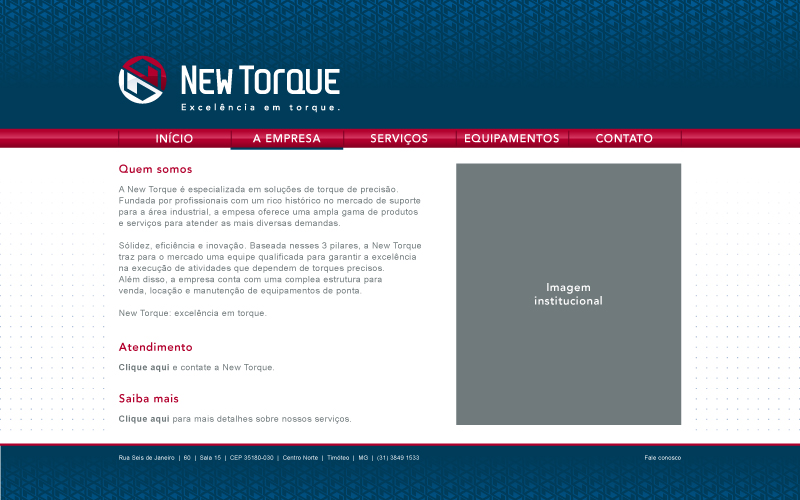 NEW TORQUE
Excelência em torque.
INÍCIO A EMPRESA SERVIÇOS EQUIPAMENTOS CONTATO
Quem somos
A New Torque é especializada em soluções de torque de precisão.
Fundada por profissionais com um rico histórico no mercado de suporte
para a área industrial, a empesa oferece uma ampla gama de produtos
e serviços para atender as mais diversas demandas.
Sólidez, eficiência e inovação. Baseada nesses 3 pilares, a New Torque
traz para o mercado uma equipe qualificada para garantir a excelência
na execução de atividades que dependem de torques precisos.
Além disso, a empresa conta com uma complea estrutura para
venda, locação e manutenção de equipamentos de ponta.
New Torque: excelência em torque.
Atendimento
Clique aqui e contate a New Torque.
Saiba mais
Clique aqui para mais detalhes sobre nossos serviços.
Imagem
institucional
Rua Seis de Janeiro | 60 | Sala 15 | CEP 35180-030 | Centro Norte | Timóteo | MG | (31) 3849 1533
Fale conosco